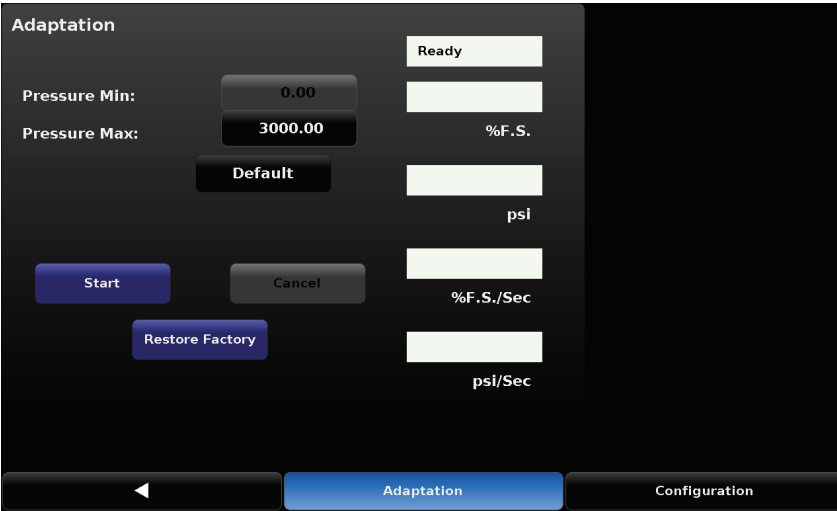 Adaptation
Ready
Pressure Min: 0.00
%F.S.
Pressure Max: 3000.00
Default
psi
Start Cancel
%F.S./Sec
Restore Factory
psi/Sec
Adaptation Configuration